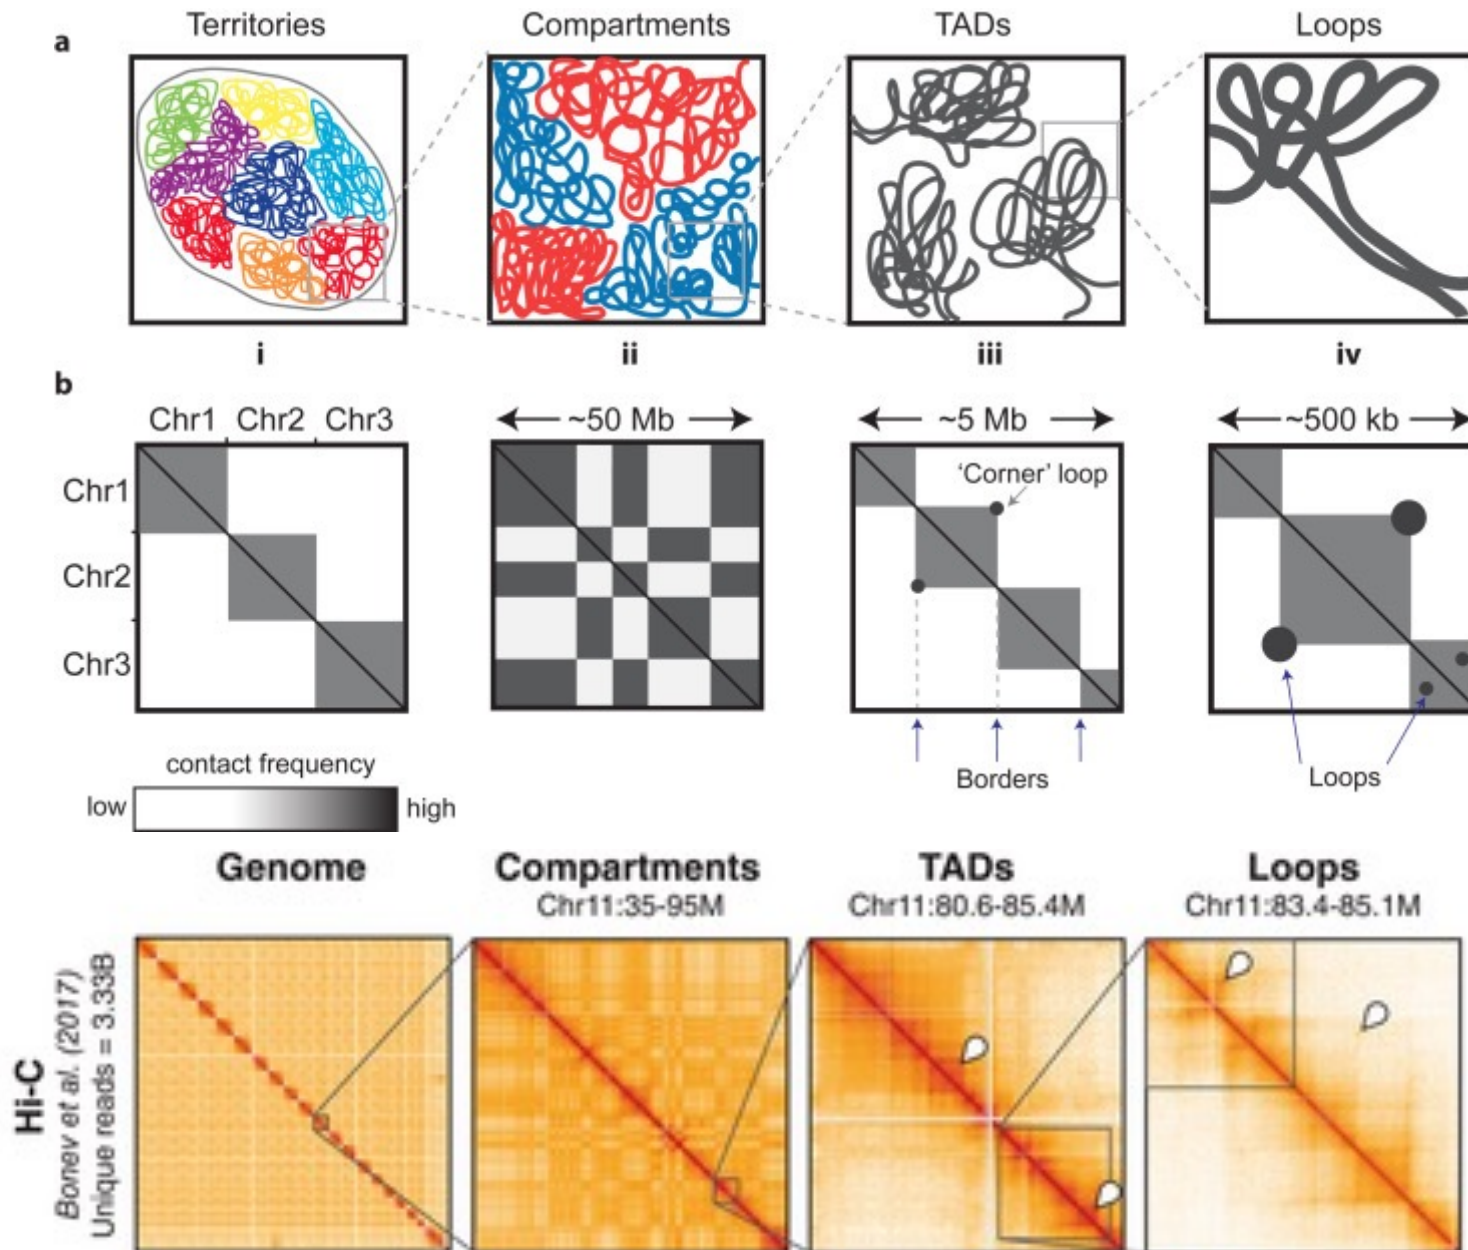 a
Territories
Compartments
TADs
Loops
i
ii
iii
iv
b
Chr1 Chr2 Chr3
Chr1
Chr2
Chr3
~50 Mb
~5 Mb
'Corner' loop
Borders
~500 kb
Loops
contact frequency
low
high
Genome
Compartments
Chr11:35-95M
TADs
Chr11:80.6-85.4M
Loops
Chr11:83.4-85.1M
Hi-C
Bonev et al. (2017)
Unique reads = 3.33B